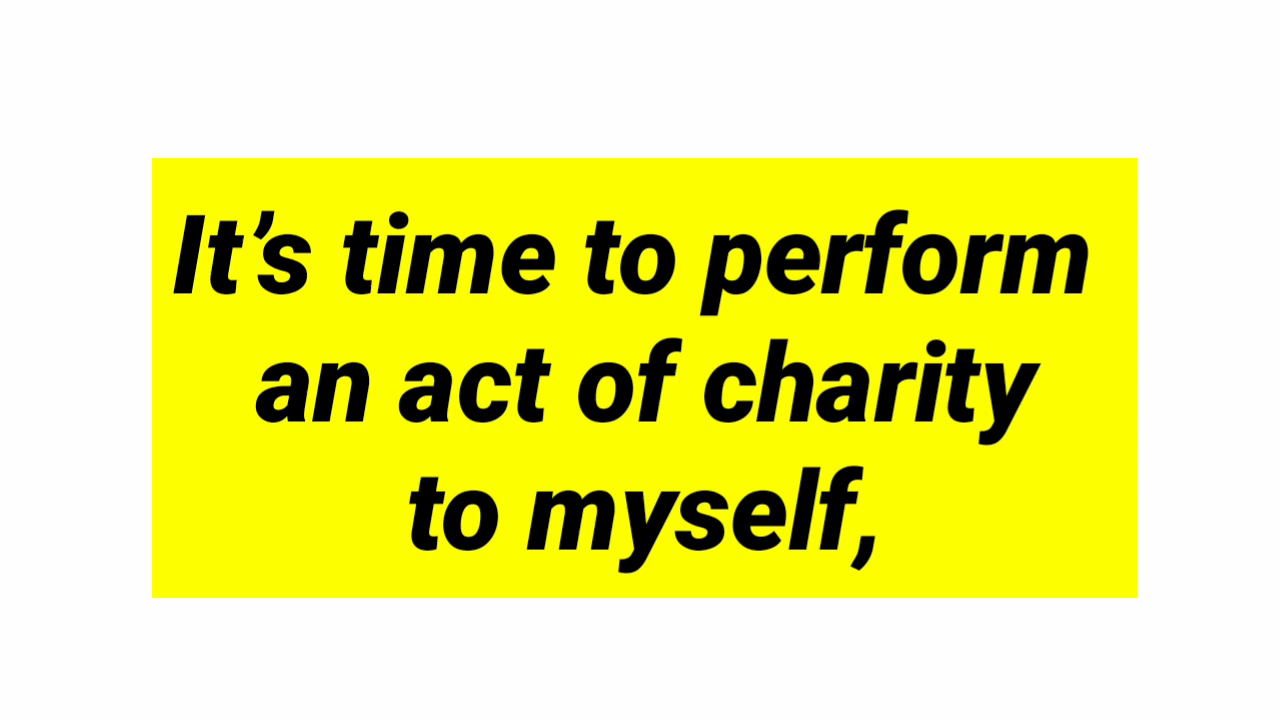 It’s time to perform
an act of charity
to myself,